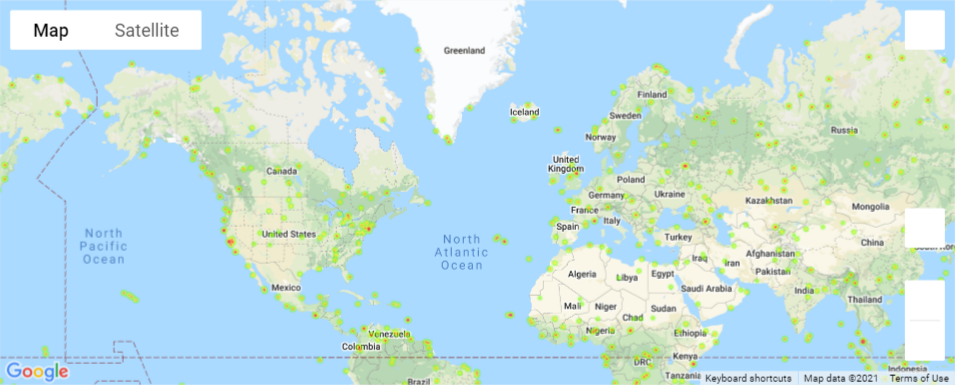 Map Satellite
Greenland
Iceland
Finland
Sweden
Norway
Russia
United
Kingdom
Canada
Poland
Germany
Ukraine
Kazakhstan
Mongolia
France
Italy
Spain
Turkey
China
North
Pacific
Ocean
United States
North
Atlantic
Ocean
Afghanistan
Iraq
Iran
Pakistan
Algeria
Libya
Egypt
Saudi Arabia
India
Mexico
Mali
Niger
Chad
Sudan
Thailand
Nigeria
Ethiopia
Venezuela
Colombia
DRC
Kenya
Tanzania
Indonesia
Brazil
Google
Keyboard shortcuts Map data ©2021 Terms of Use